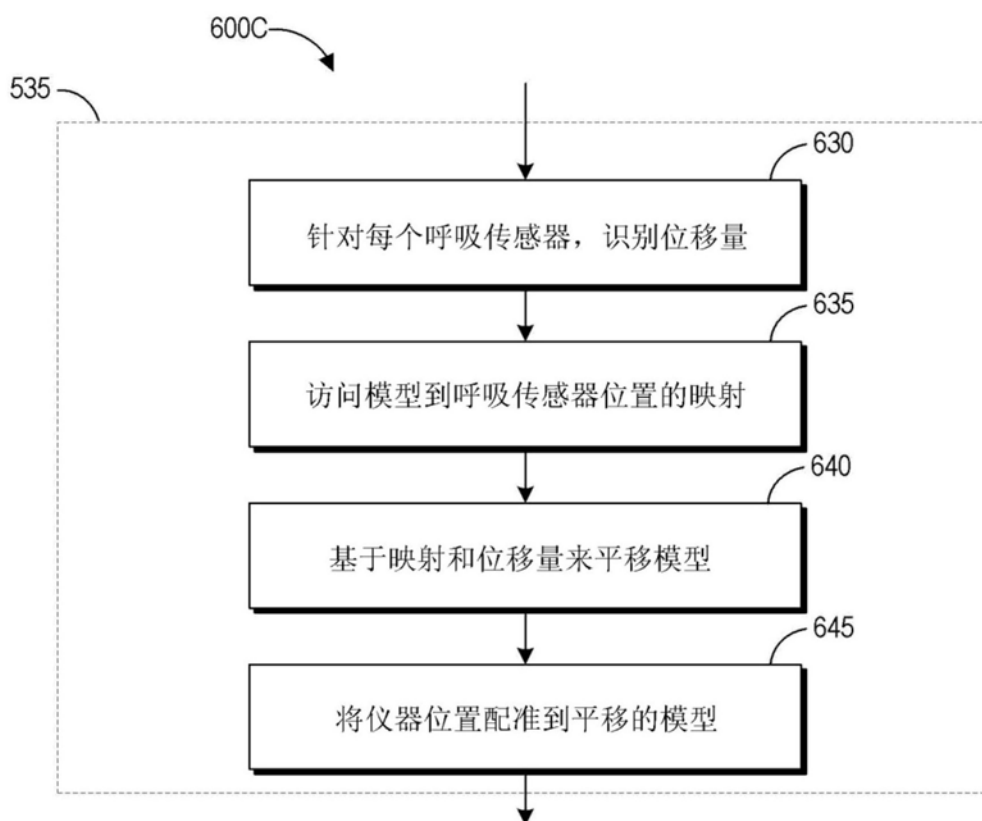 600C
535
630
针对每个呼吸传感器，识别位移量
635
访问模型到呼吸传感器位置的映射
640
基于映射和位移量来平移模型
645
将仪器位置配准到平移的模型